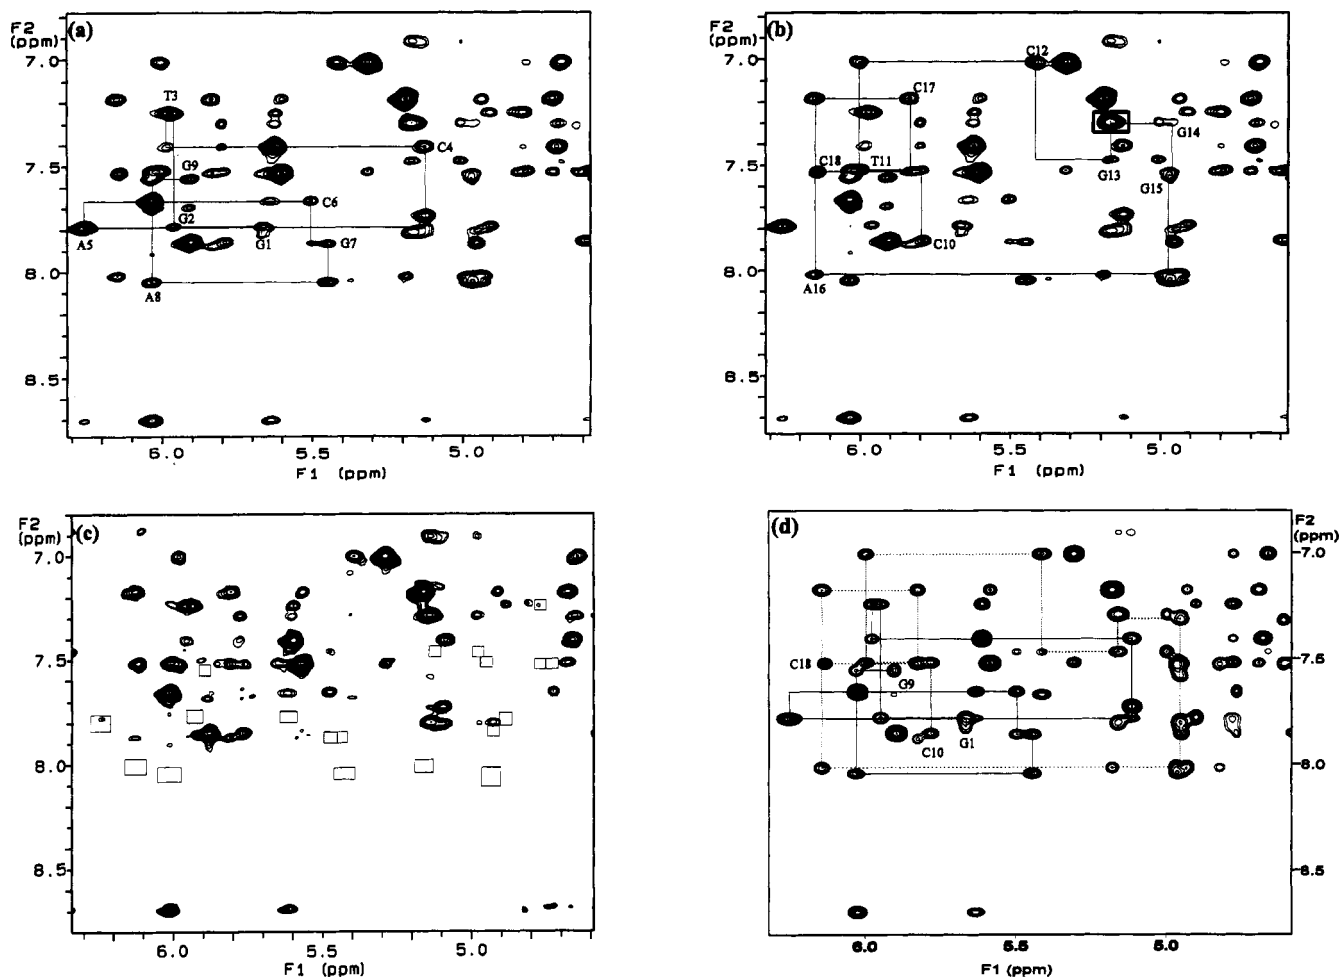 F2
(ppm)
(a)
7.0
7.5
8.0
8.5
T3
G9
C4
C6
G2
A5
G1
G7
A8
6.0
5.5
5.0
F1 (ppm)
F2
(ppm)
(b)
7.0
7.5
8.0
8.5
C12
C17
G14
C18
T11
G13
G15
C10
A16
6.0
5.5
5.0
F1 (ppm)
F2
(ppm)
(c)
7.0
7.5
8.0
8.5
6.0
5.5
5.0
F1 (ppm)
(d)
F2
(ppm)
7.0
7.5
8.0
8.5
C18
G9
C10
G1
6.0
5.5
5.0
F1 (ppm)